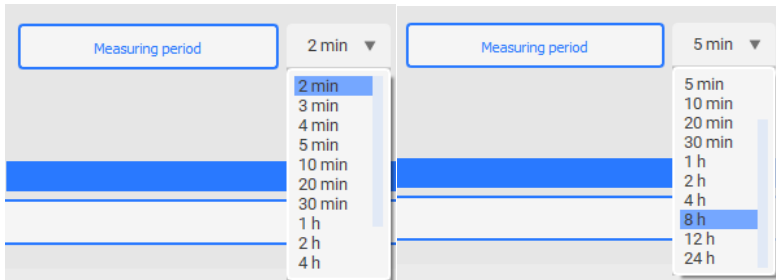 Measuring period
2 min
2 min
3 min
4 min
5 min
10 min
20 min
30 min
1 h
2 h
4 h
Measuring period
5 min
5 min
10 min
20 min
30 min
1 h
2 h
4 h
8 h
12 h
24 h